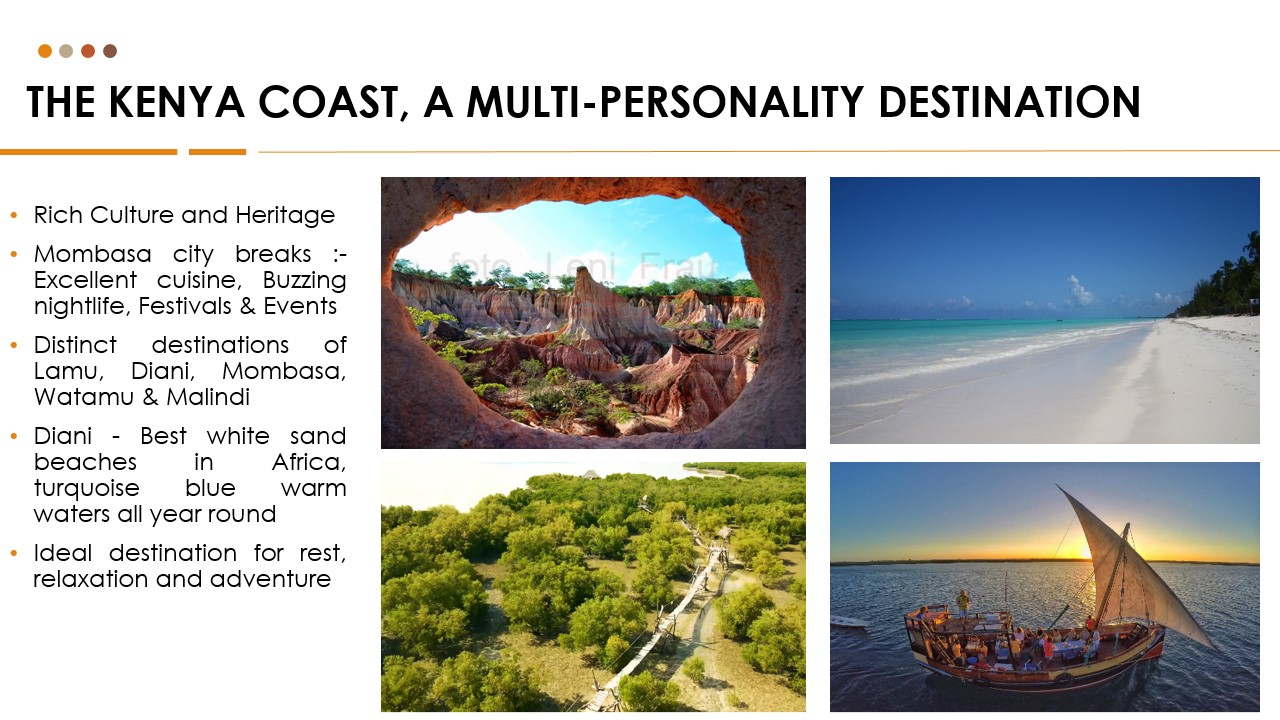 THE KENYA COAST, A MULTI-PERSONALITY DESTINATION
• Rich Culture and Heritage
• Mombasa city breaks :-
Excellent cuisine, Buzzing
nightlife, Festivals & Events
• Distinct destinations of
Lamu, Diani, Mombasa,
Watamu & Malindi
• Diani - Best white sand
beaches in Africa,
turquoise blue warm
waters all year round
• Ideal destination for rest,
relaxation and adventure
foto Leni Frau